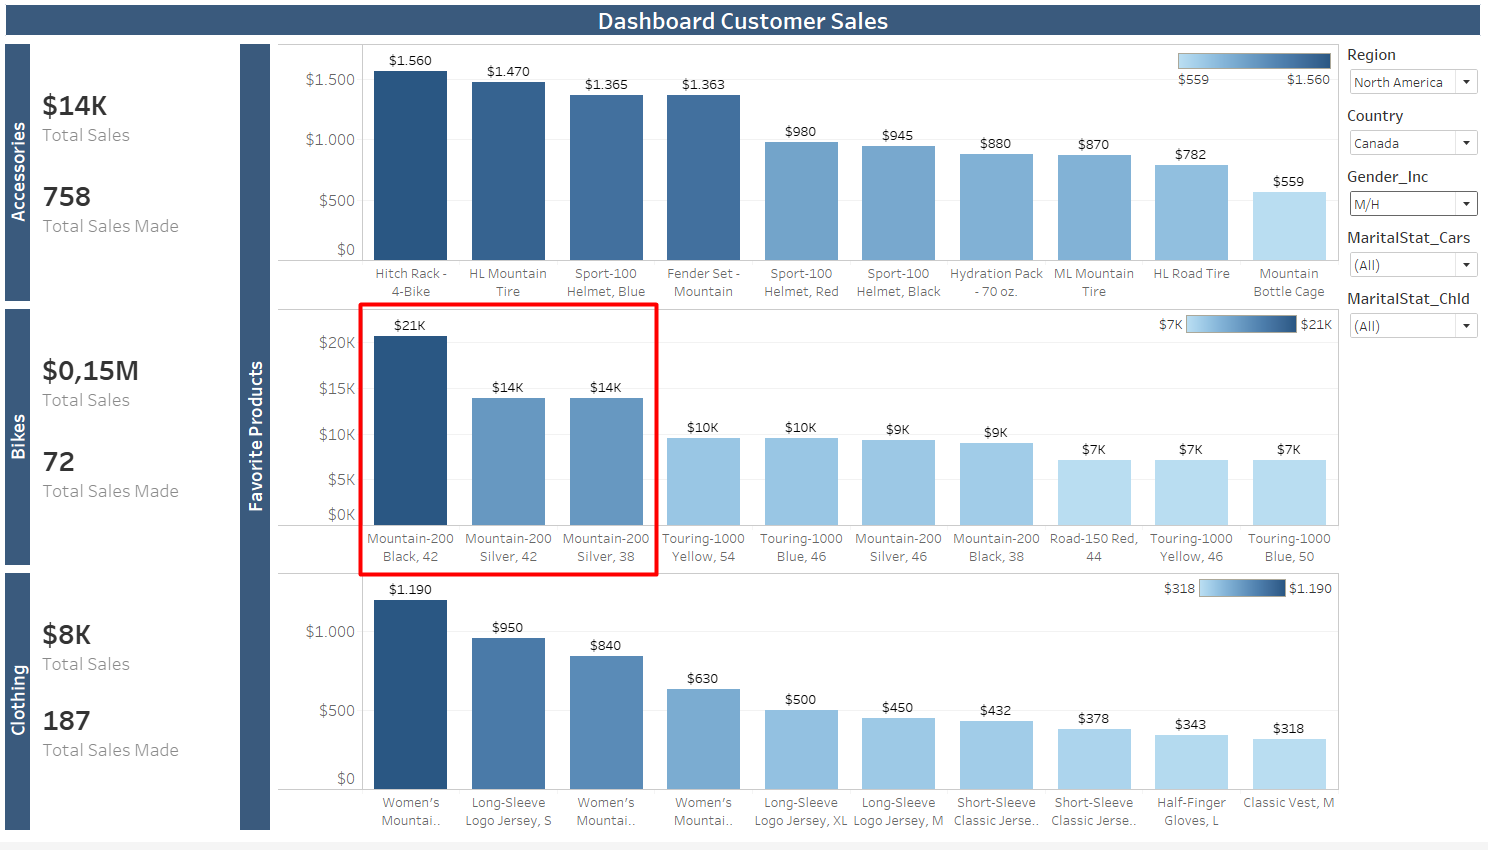 Dashboard Customer Sales
Accessories
$14K
Total Sales
758
Total Sales Made
Bikes
$0,15M
Total Sales
72
Total Sales Made
Clothing
$8K
Total Sales
187
Total Sales Made
Favorite Products
$1.500
$1.000
$500
$0
$1.560
$1.470
$1.365
$1.363
$980
$945
$880
$870
$782
$559
$559
$1.560
Hitch Rack -
4-Bike
HL Mountain
Tire
Sport-100
Helmet, Blue
Fender Set -
Mountain
Sport-100
Helmet, Red
Sport-100
Helmet, Black
Hydration Pack
- 70 oz.
ML Mountain
Tire
HL Road Tire
Mountain
Bottle Cage
$20K
$15K
$10K
$5K
$0K
$21K
$14K
$14K
$10K
$10K
$9K
$9K
$7K
$7K
$7K
$7K
$21K
Mountain-200
Black, 42
Mountain-200
Silver, 42
Mountain-200
Silver, 38
Touring-1000
Yellow, 54
Touring-1000
Blue, 46
Mountain-200
Silver, 46
Mountain-200
Black, 38
Road-150 Red,
44
Touring-1000
Yellow, 46
Touring-1000
Blue, 50
$1.000
$500
$0
$1.190
$950
$840
$630
$500
$450
$432
$378
$343
$318
$318
$1.190
Women's
Mountai..
Long-Sleeve
Logo Jersey, S
Women's
Mountai..
Women's
Mountai..
Long-Sleeve
Logo Jersey, XL
Long-Sleeve
Logo Jersey, M
Short-Sleeve
Classic Jerse..
Short-Sleeve
Classic Jerse..
Half-Finger
Gloves, L
Classic Vest, M
Region
North America
Country
Canada
Gender_Inc
M/H
MaritalStat_Cars
(All)
MaritalStat_Chld
(All)